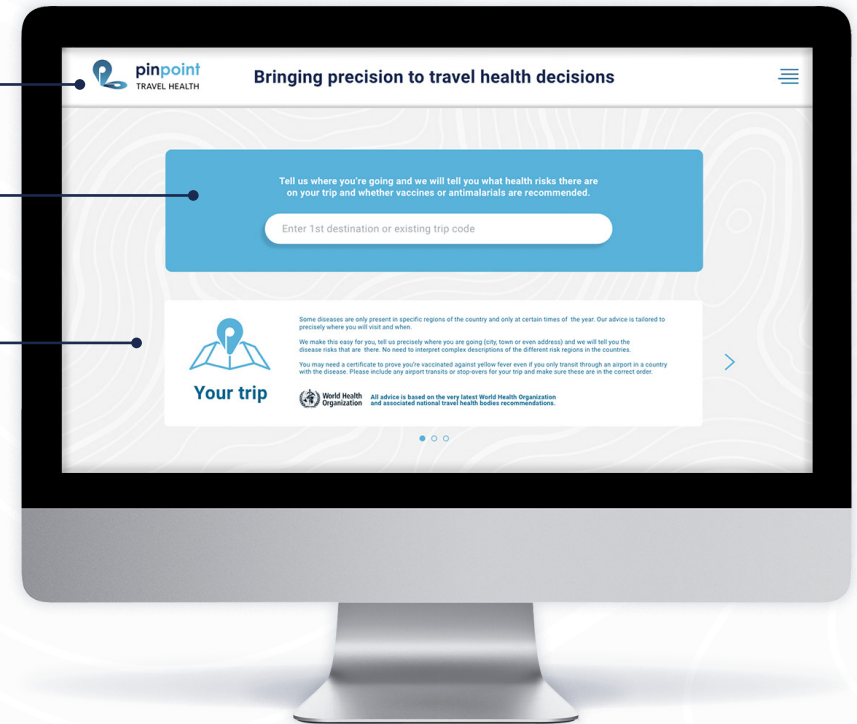 pinpoint
TRAVEL HEALTH
Bringing precision to travel health decisions
Tell us where you're going and we will tell you what health risks there are
on your trip and whether vaccines or antimalarials are recommended.
Enter 1st destination or existing trip code
Some diseases are only present in specific regions of the country and only at certain times of the year. Our advice is tailored to
precisely where you will visit and when.
We make this easy for you, tell us precisely where you are going (city, town or even address) and we will tell you the
disease risks that are there. No need to interpret complex descriptions of the different risk regions in the countries.
You may need a certificate to prove you're vaccinated against yellow fever even if you only transit through an airport in a country
with the disease. Please include any airport transits or stop-overs for your trip and make sure these are in the correct order.
Your trip
World Health
Organization
All advice is based on the very latest World Health Organization
and associated national travel health bodies recommendations.